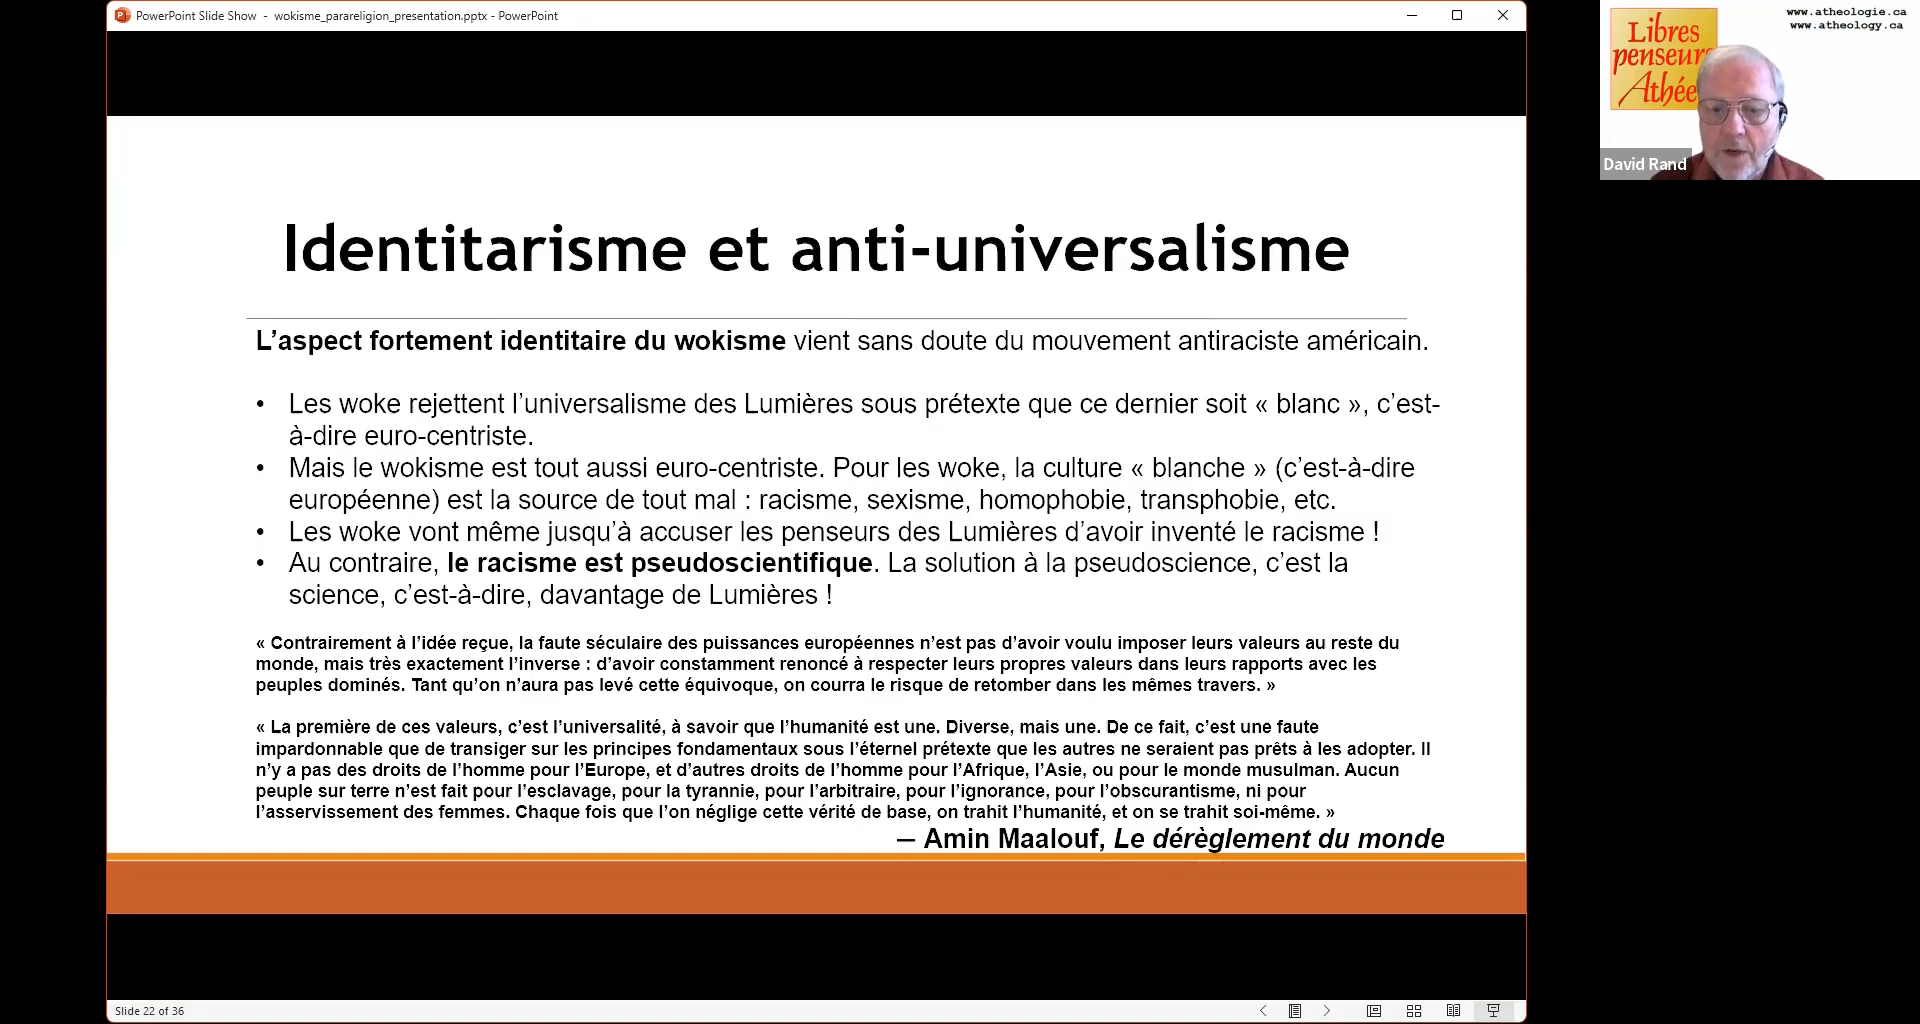 PowerPoint Slide Show - wokisme_parareligion_presentation.pptx - PowerPoint
www.atheologie.ca
www.atheology.ca
Libres
penseurs
Athée
David Rand
Identitarisme et anti-universalisme
L’aspect fortement identitaire du wokisme vient sans doute du mouvement antiraciste américain.
• Les woke rejettent l’universalisme des Lumières sous prétexte que ce dernier soit « blanc », c’est-
à-dire euro-centriste.
• Mais le wokisme est tout aussi euro-centriste. Pour les woke, la culture « blanche » (c’est-à-dire
européenne) est la source de tout mal : racisme, sexisme, homophobie, transphobie, etc.
• Les woke vont même jusqu’à accuser les penseurs des Lumières d’avoir inventé le racisme !
• Au contraire, le racisme est pseudoscientifique. La solution à la pseudoscience, c’est la
science, c’est-à-dire, davantage de Lumières !
« Contrairement à l’idée reçue, la faute séculaire des puissances européennes n’est pas d’avoir voulu imposer leurs valeurs au reste du
monde, mais très exactement l’inverse : d’avoir constamment renoncé à respecter leurs propres valeurs dans leurs rapports avec les
peuples dominés. Tant qu’on n’aura pas levé cette équivoque, on courra le risque de retomber dans les mêmes travers. »
« La première de ces valeurs, c’est l’universalité, à savoir que l’humanité est une. Diverse, mais une. De ce fait, c’est une faute
impardonnable que de transiger sur les principes fondamentaux sous l’éternel prétexte que les autres ne seraient pas prêts à les adopter. Il
n’y a pas des droits de l’homme pour l’Europe, et d’autres droits de l’homme pour l’Afrique, l’Asie, ou pour le monde musulman. Aucun
peuple sur terre n’est fait pour l’esclavage, pour la tyrannie, pour l’arbitraire, pour l’ignorance, pour l’obscurantisme, ni pour
l’asservissement des femmes. Chaque fois que l’on néglige cette vérité de base, on trahit l’humanité, et on se trahit soi-même. »
— Amin Maalouf, Le dérèglement du monde
Slide 22 of 36